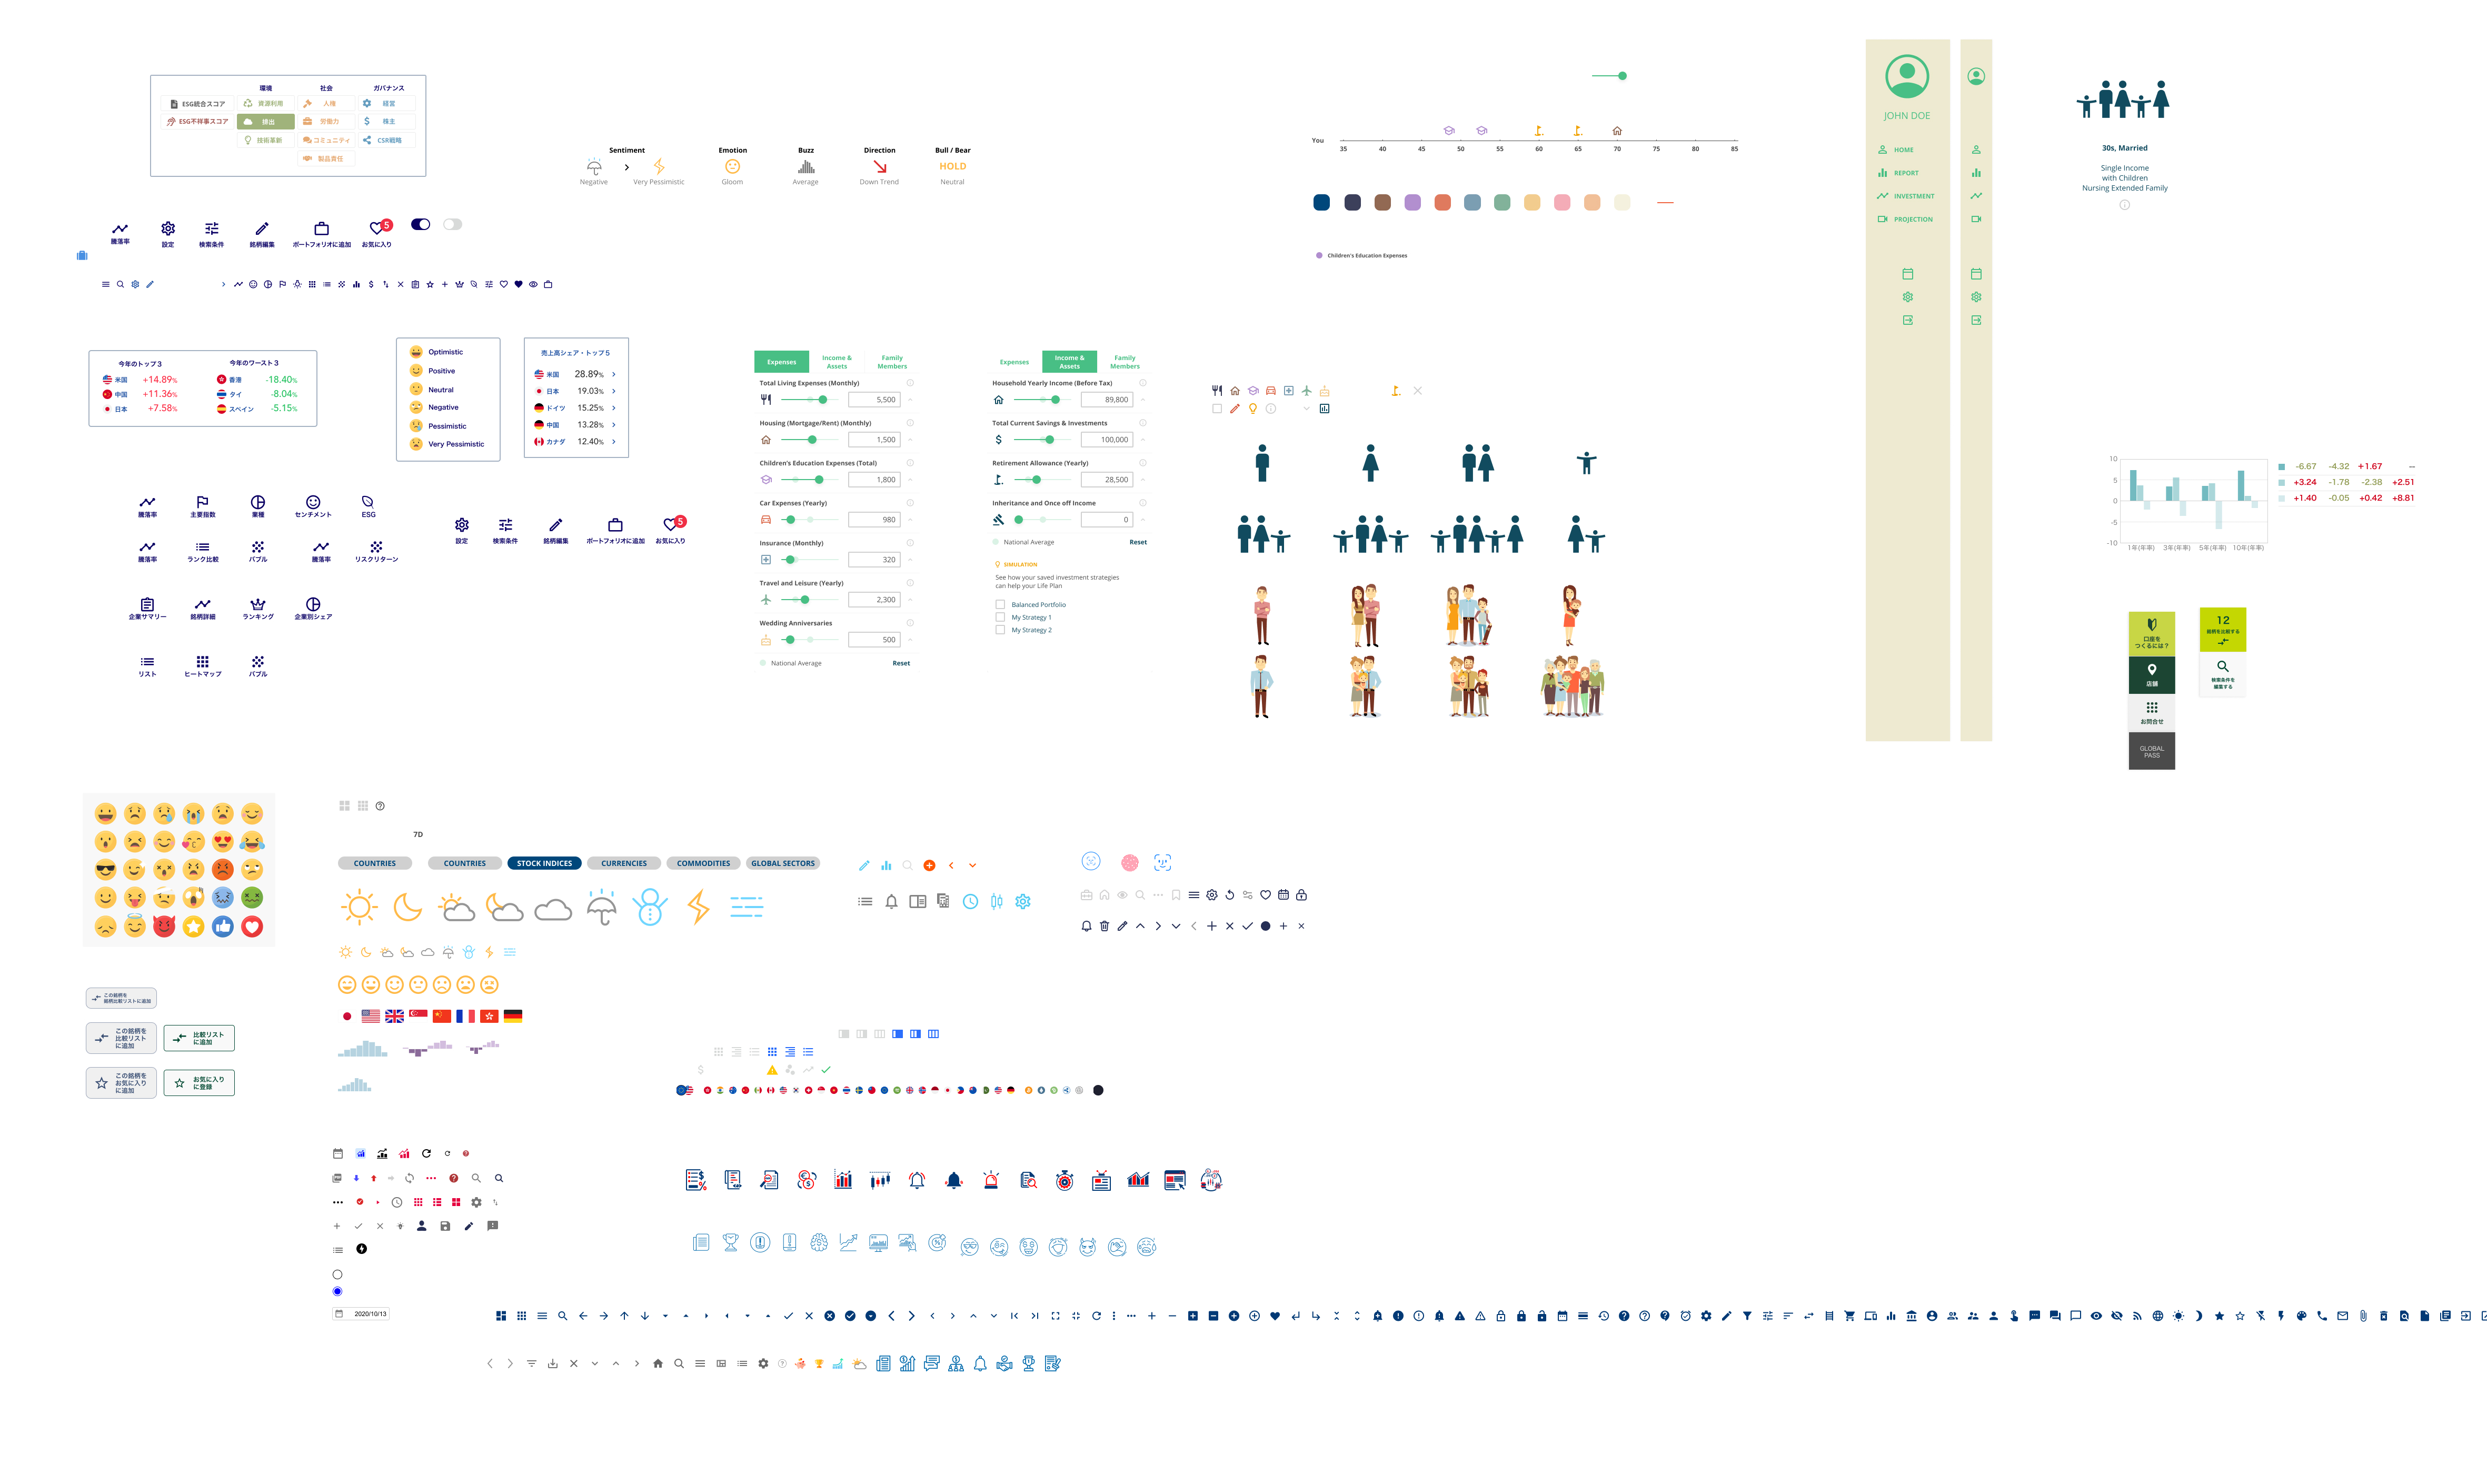 環境
社会
ガバナンス
ESG総合スコア
資源利用
人権
経営
ESG不祥事スコア
排出
労働力
株主
技術革新
コミュニティ
CSR戦略
製品責任
Sentiment
Emotion
Buzz
Direction
Bull / Bear
HOLD
Negative
Very Pessimistic
Gloom
Average
Down Trend
Neutral
You
35
40
45
50
55
60
65
70
75
80
85
Children's Education Expenses
JOHN DOE
HOME
REPORT
INVESTMENT
PROJECTION
30s, Married
Single Income
with Children
Nursing Extended Family
騰落率
設定
検索条件
銘柄編集
ポートフォリオに追加
お気に入り
5
今年のトップ3
今年のワースト3
米国
+14.89%
香港
-18.40%
中国
+11.36%
タイ
-8.04%
日本
+7.58%
スペイン
-5.15%
Optimistic
Positive
Neutral
Negative
Pessimistic
Very Pessimistic
売上高シェア・トップ5
米国 28.89%
日本 19.03%
ドイツ 15.25%
中国 13.28%
カナダ 12.40%
騰落率
主要指数
業種
センチメント
ESG
騰落率
ランク比較
バブル
騰落率
リスクリターン
企業サマリー
銘柄詳細
ランキング
企業別シェア
リスト
ヒートマップ
バブル
設定
検索条件
銘柄編集
ポートフォリオに追加
お気に入り
5
Expenses
Income &
Assets
Family
Members
Total Living Expenses (Monthly)
5,500
Housing (Mortgage/Rent) (Monthly)
1,500
Children's Education Expenses (Total)
1,800
Car Expenses (Yearly)
980
Insurance (Monthly)
320
Travel and Leisure (Yearly)
2,300
Wedding Anniversaries
500
National Average
Reset
Expenses
Income &
Assets
Family
Members
Household Yearly Income (Before Tax)
89,800
Total Current Savings & Investments
100,000
Retirement Allowance (Yearly)
28,500
Inheritance and Once off Income
0
National Average
Reset
SIMULATION
See how your saved investment strategies
can help your Life Plan
Balanced Portfolio
My Strategy 1
My Strategy 2
10
5
0
-5
-10
1年(年率)
3年(年率)
5年(年率)
10年(年率)
-6.67 -4.32 +1.67 --
+3.24 -1.78 -2.38 +2.51
+1.40 -0.05 +0.42 +8.81
口座を
つくるには?
店舗
お問合せ
GLOBAL
PASS
12
銘柄を比較する
検索条件を
編集する
7D
COUNTRIES
COUNTRIES
STOCK INDICES
CURRENCIES
COMMODITIES
GLOBAL SECTORS
この銘柄を
銘柄比較リストに追加
この銘柄を
比較リスト
に追加
比較リスト
に追加
この銘柄を
お気に入り
に追加
お気に入り
に登録
2020/10/13